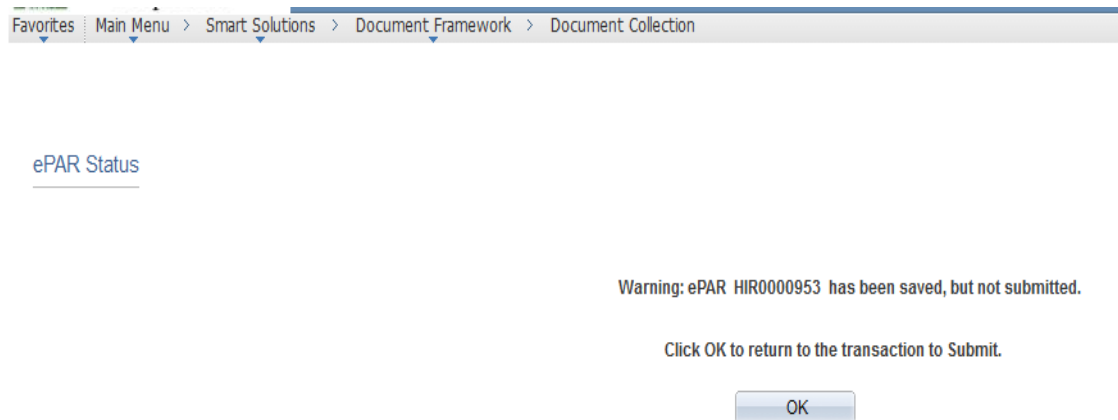 Favorites Main Menu > Smart Solutions > Document Framework > Document Collection
ePAR Status
Warning: ePAR HIR0000953 has been saved, but not submitted.
Click OK to return to the transaction to Submit.
OK